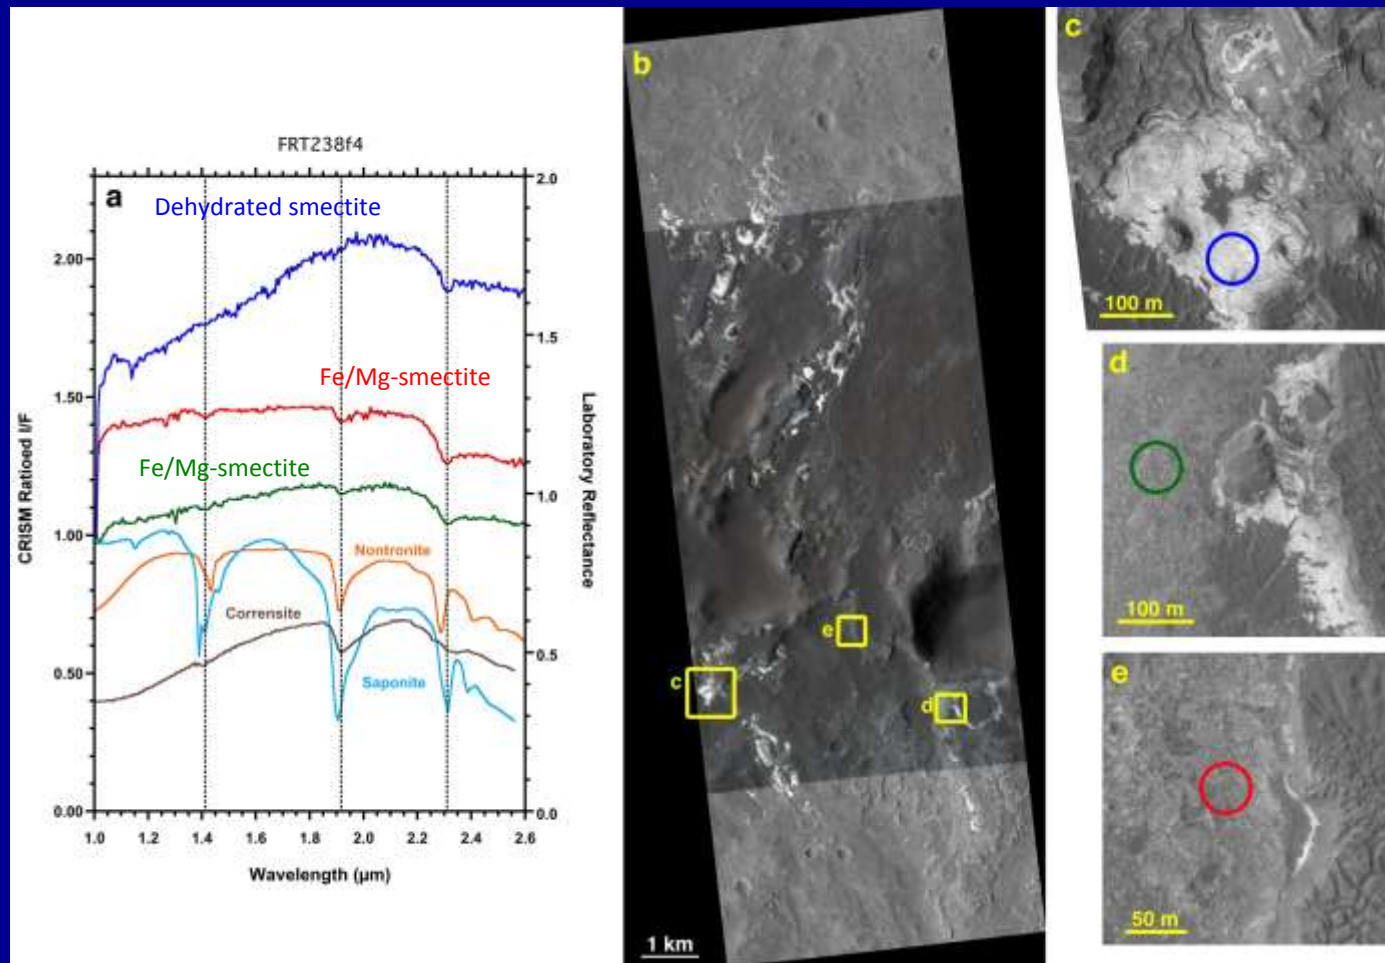 FRT238f4
a
Dehydrated smectite
Fe/Mg-smectite
Fe/Mg-smectite
Nontronite
Corrensite
Saponite
2.00
1.50
1.00
0.50
0.00
CRISM Ratioed I/F
2.0
1.5
1.0
0.5
0.0
Laboratory Reflectance
1.0 1.2 1.4 1.6 1.8 2.0 2.2 2.4 2.6
Wavelength (µm)
b
e
c
d
1 km
c
100 m
d
100 m
e
50 m